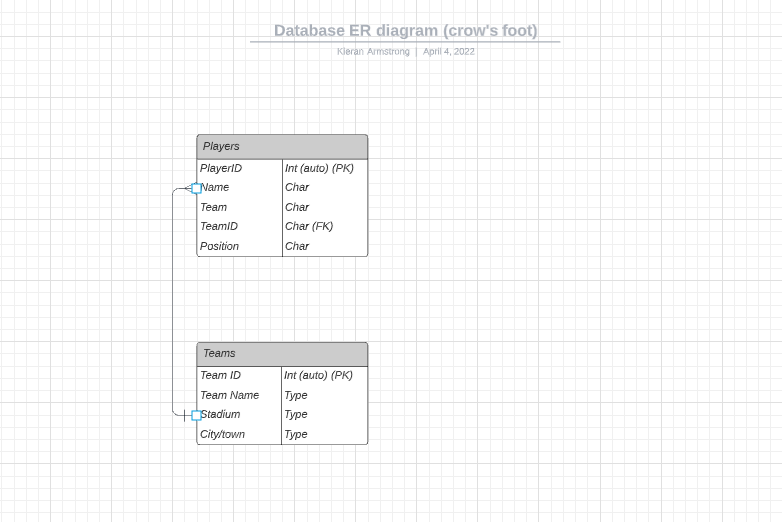 Database ER diagram (crow's foot)
Kieran Armstrong | April 4, 2022
Players
PlayerID Int (auto) (PK)
Name Char
Team Char
TeamID Char (FK)
Position Char
Teams
Team ID Int (auto) (PK)
Team Name Type
Stadium Type
City/town Type